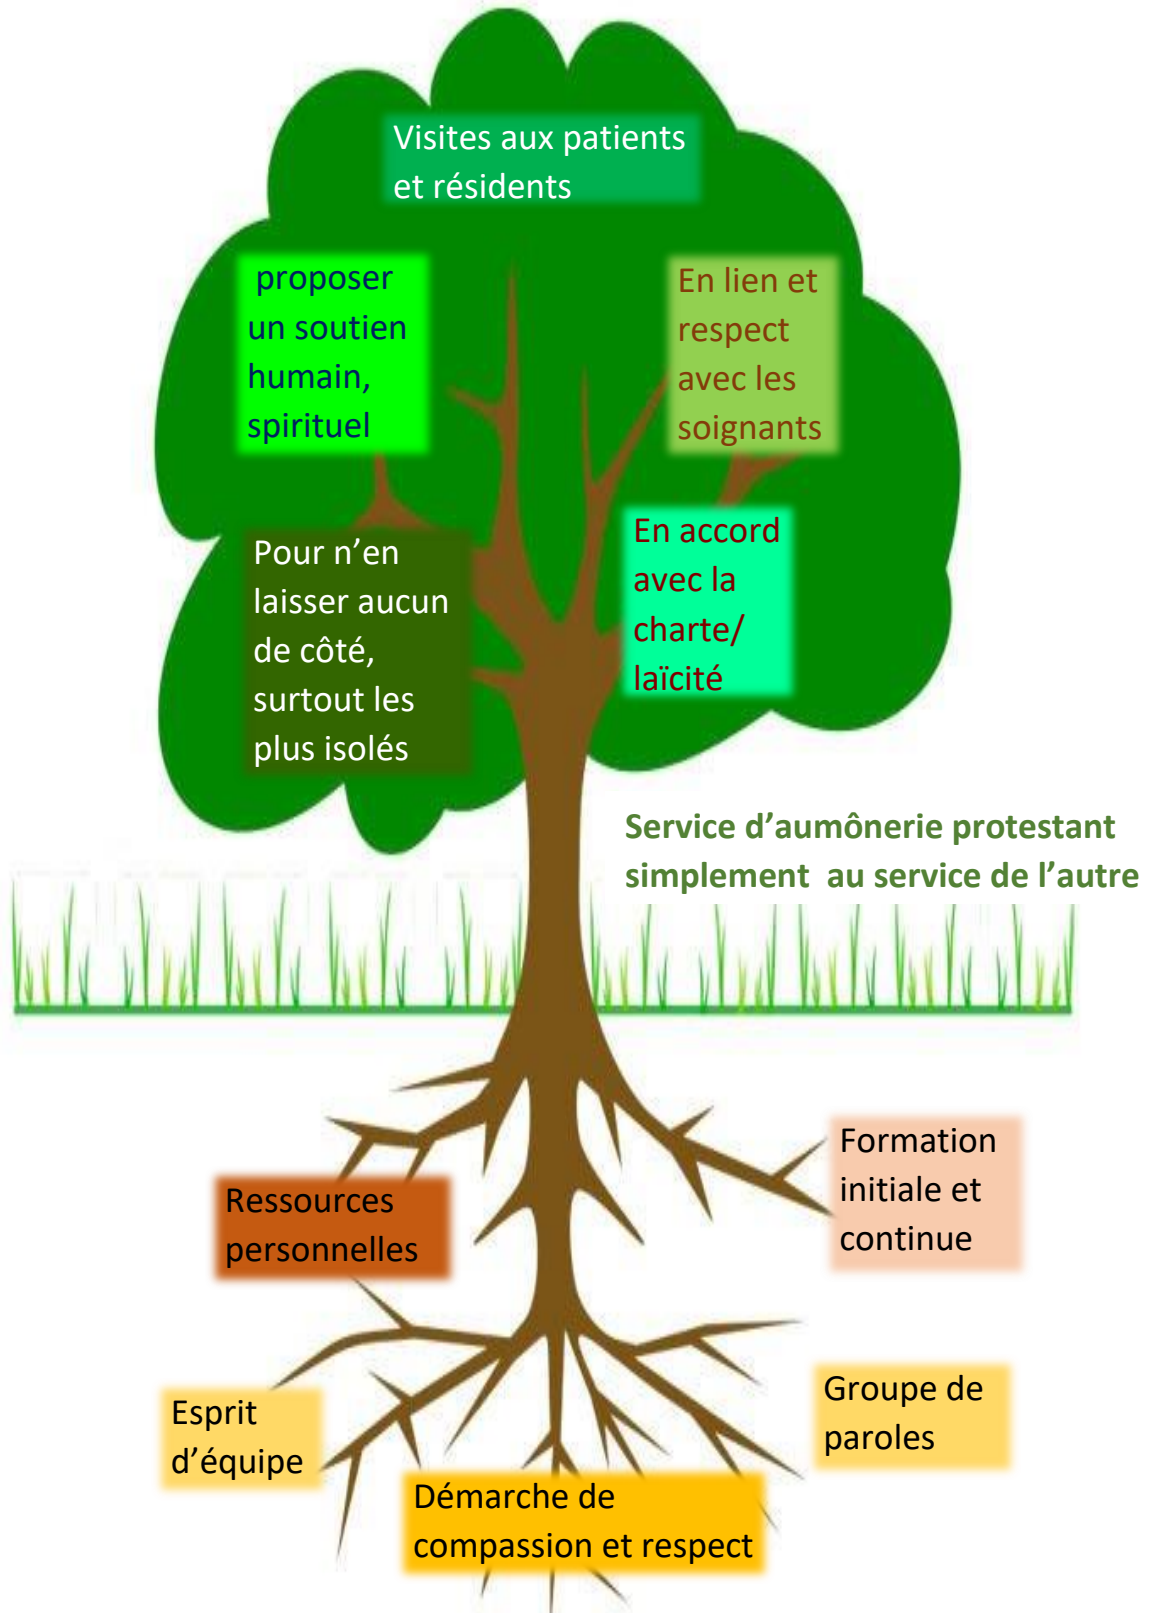 Visites aux patients
et résidents
proposer
un soutien
humain,
spirituel
En lien et
respect
avec les
soignants
Pour n’en
laisser aucun
de côté,
surtout les
plus isolés
En accord
avec la
charte/
laïcité
Service d’aumônerie protestant
simplement au service de l’autre
Ressources
personnelles
Formation
initiale et
continue
Esprit
d’équipe
Groupe de
paroles
Démarche de
compassion et respect